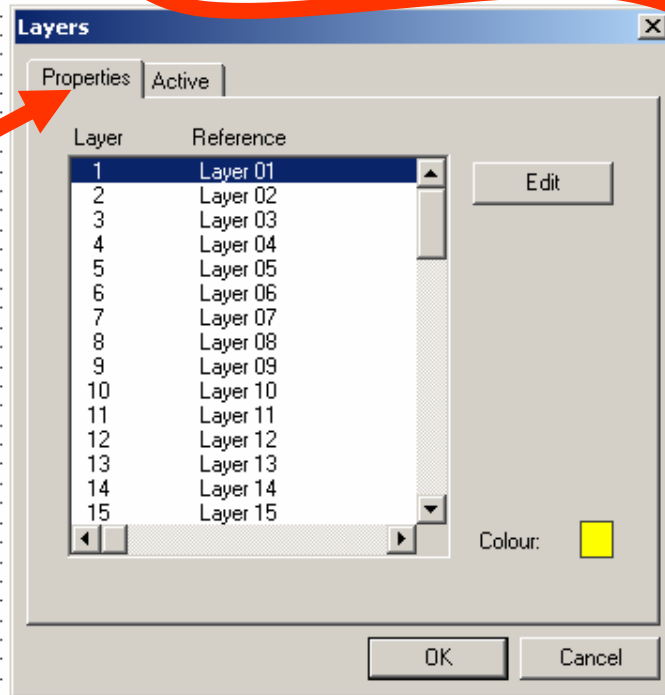 Layers
Properties Active
Layer Reference
1 Layer 01
2 Layer 02
3 Layer 03
4 Layer 04
5 Layer 05
6 Layer 06
7 Layer 07
8 Layer 08
9 Layer 09
10 Layer 10
11 Layer 11
12 Layer 12
13 Layer 13
14 Layer 14
15 Layer 15
Edit
Colour:
OK Cancel